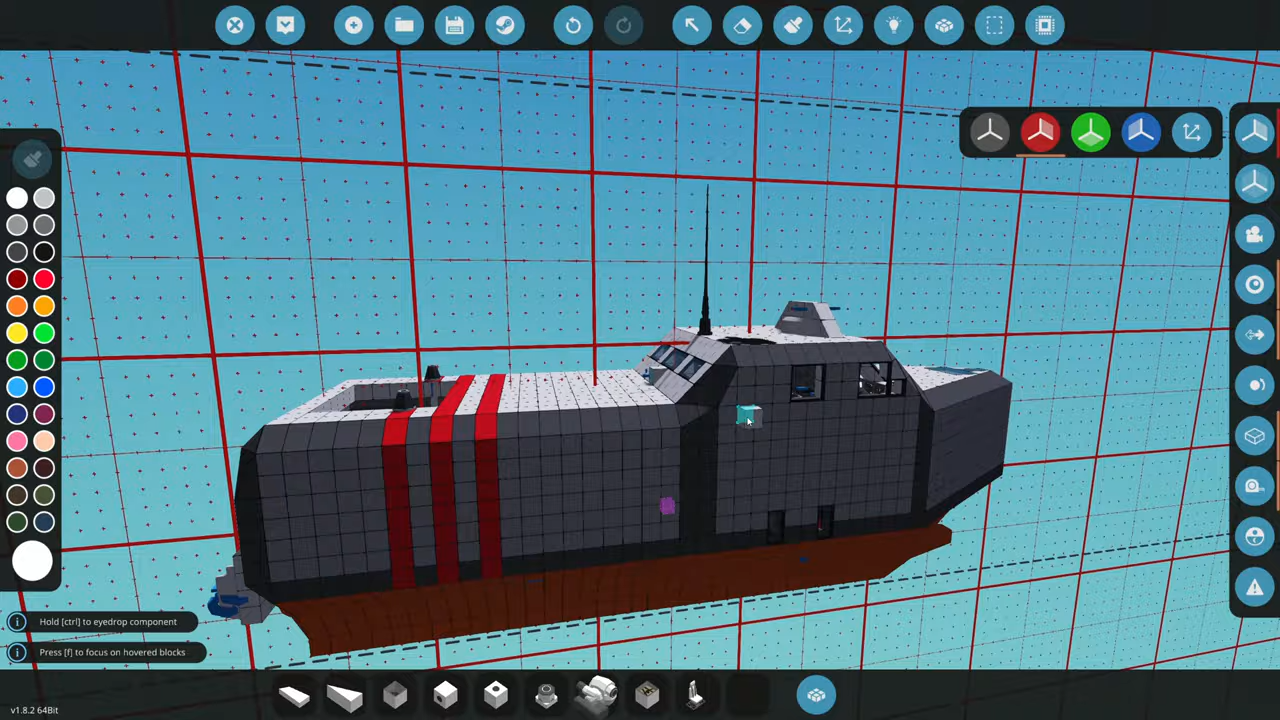 Hold [ctrl] to eyedrop component
Press [f] to focus on hovered blocks
v1.8.2 64Bit